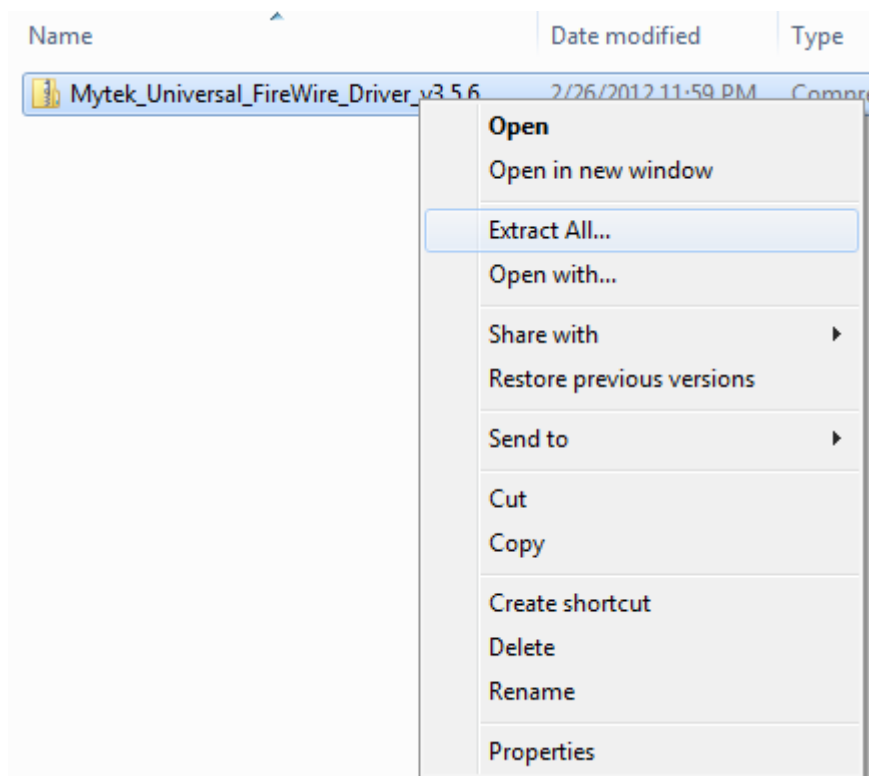 Name Date modified Type
Mytek_Universal_FireWire_Driver_v3.5.6 2/26/2012 11:59 PM Compre
Open
Open in new window
Extract All...
Open with...
Share with
Restore previous versions
Send to
Cut
Copy
Create shortcut
Delete
Rename
Properties